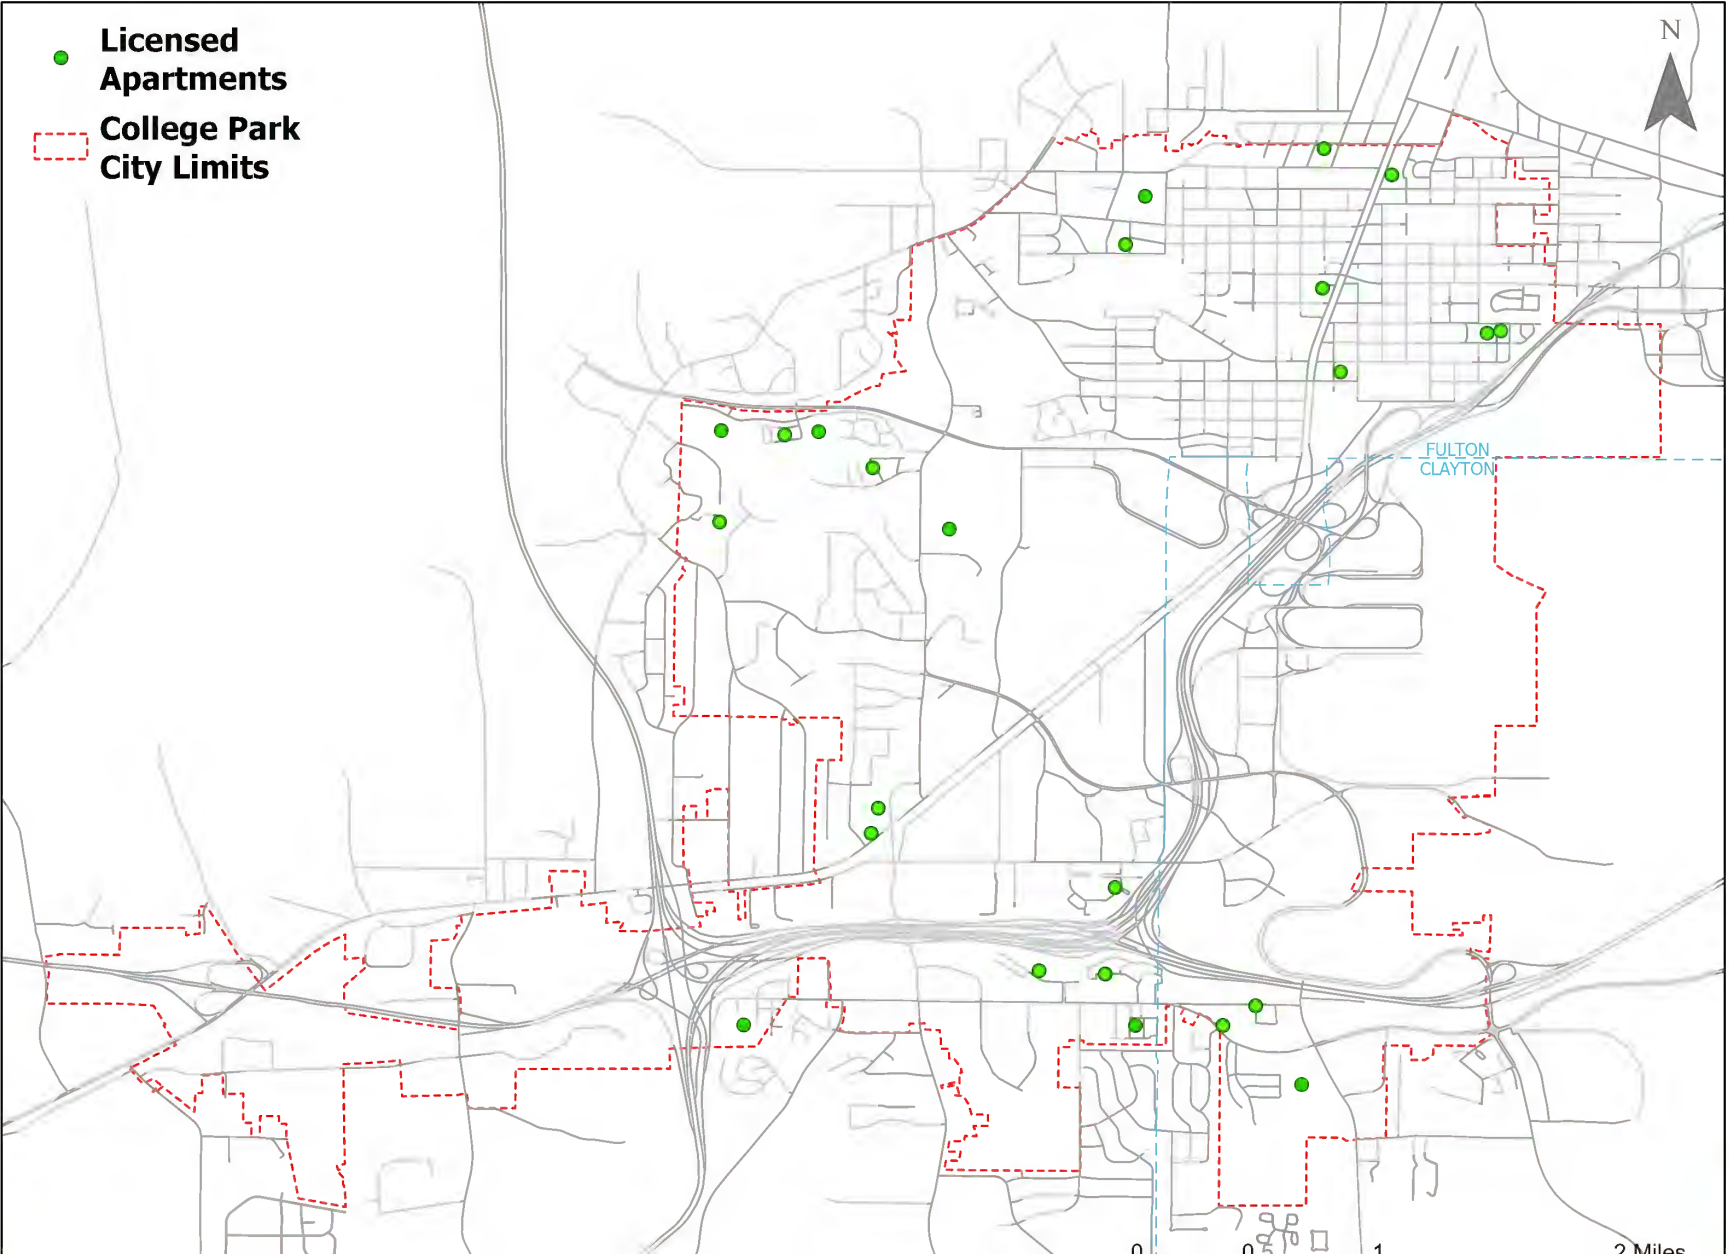 Licensed
Apartments
College Park
City Limits
N
FULTON
CLAYTON
0 0.5 1 2 Miles